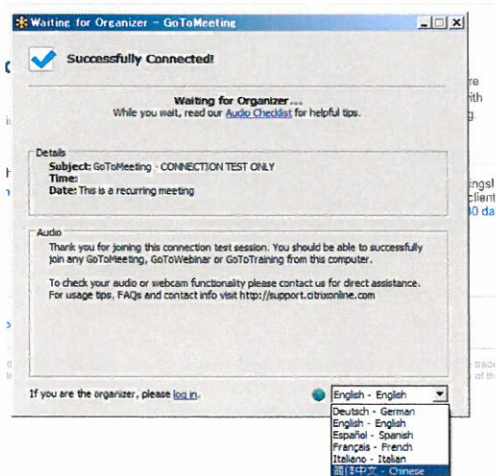 Waiting for Organizer - GoToMeeting
Successfully Connected!
Waiting for Organizer...
While you wait, read our Audio Checklist for helpful tips.
Details
Subject: GoToMeeting - CONNECTION TEST ONLY
Time:
Date: This is a recurring meeting
Audio
Thank you for joining this connection test session. You should be able to successfully
join any GoToMeeting, GoToWebinar or GoToTraining from this computer.
To check your audio or webcam functionality please contact us for direct assistance.
For usage tips, FAQs and contact info visit http://support.citrixonline.com
If you are the organizer, please log in.
English - English
Deutsch - German
English - English
Español - Spanish
Français - French
Italiano - Italian
简体中文 - Chinese